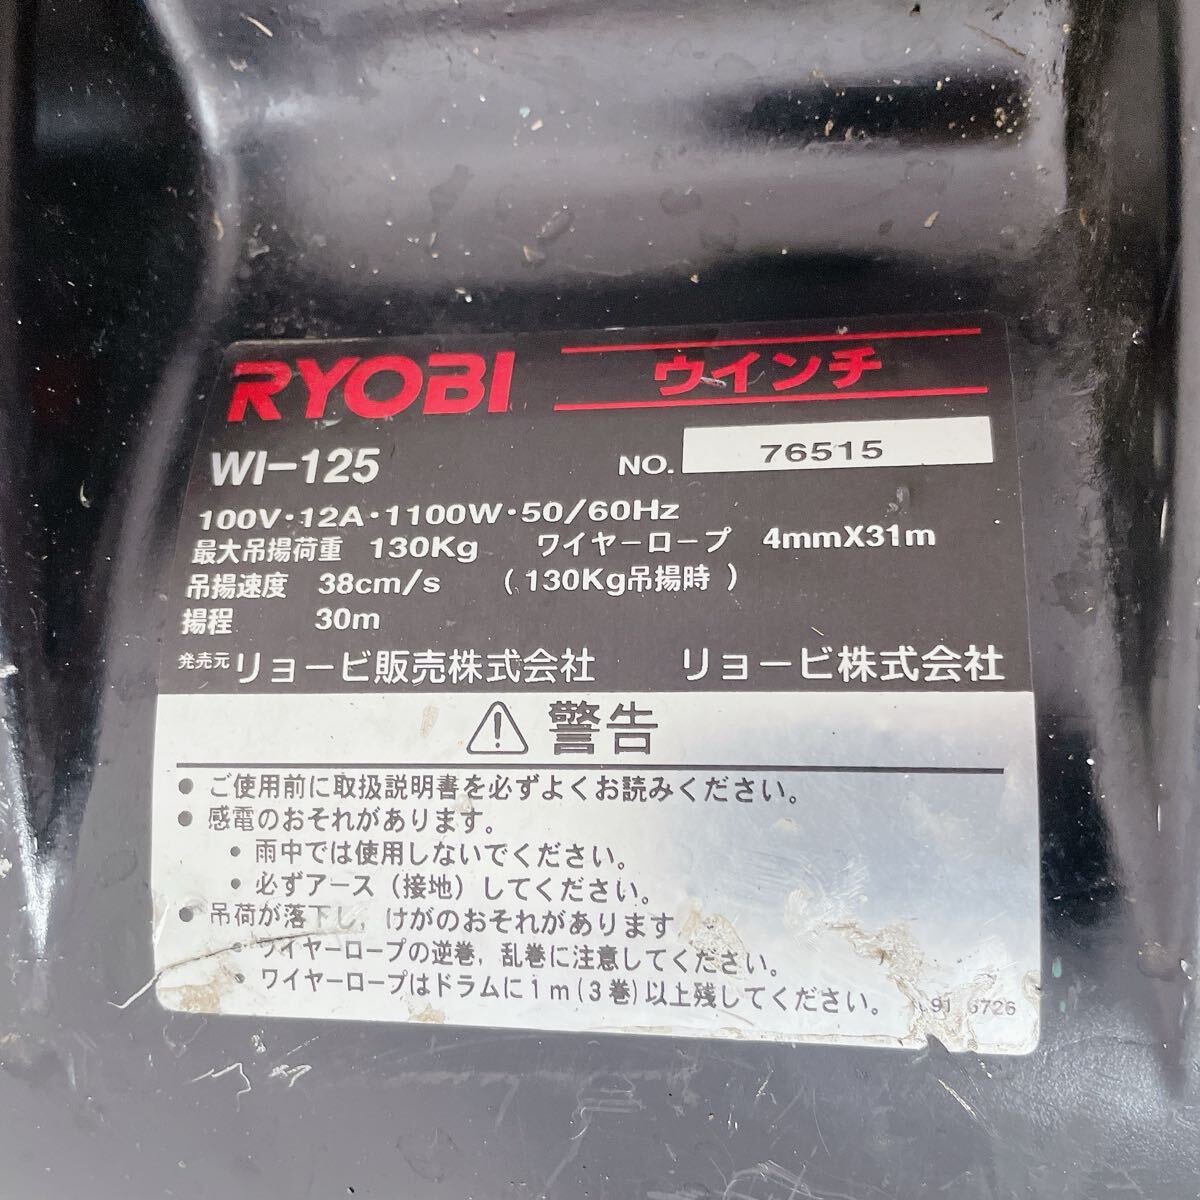 RYOBI ウインチ
WI-125 NO. 76515
100V・12A・1100W・50/60Hz
最大吊揚荷重 130Kg ワイヤーロープ 4mmX31m
吊揚速度 38cm/s (130Kg吊揚時)
揚程 30m
発売元 リョービ販売株式会社 リョービ株式会社
警告
● ご使用前に取扱説明書を必ずよくお読みください。
● 感電のおそれがあります。
• 雨中では使用しないでください。
• 必ずアース(接地)してください。
● 吊荷が落下し,けがのおそれがあります
• ワイヤーロープの逆巻,乱巻に注意してください。
• ワイヤーロープはドラムに1m(3巻)以上残してください。